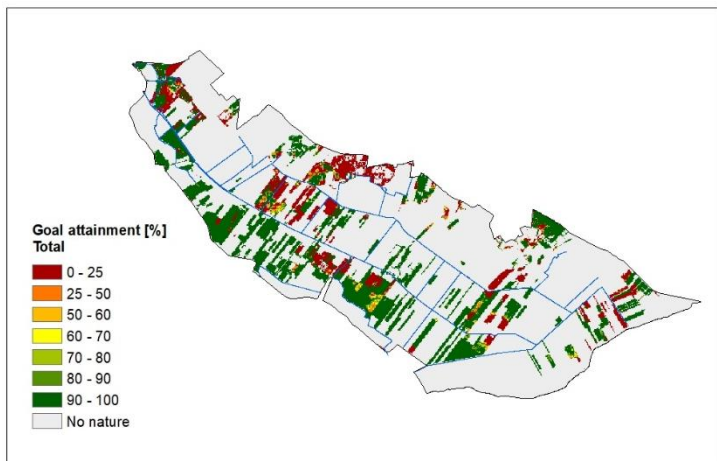 Goal attainment [%]
Total
0 - 25
25 - 50
50 - 60
60 - 70
70 - 80
80 - 90
90 - 100
No nature